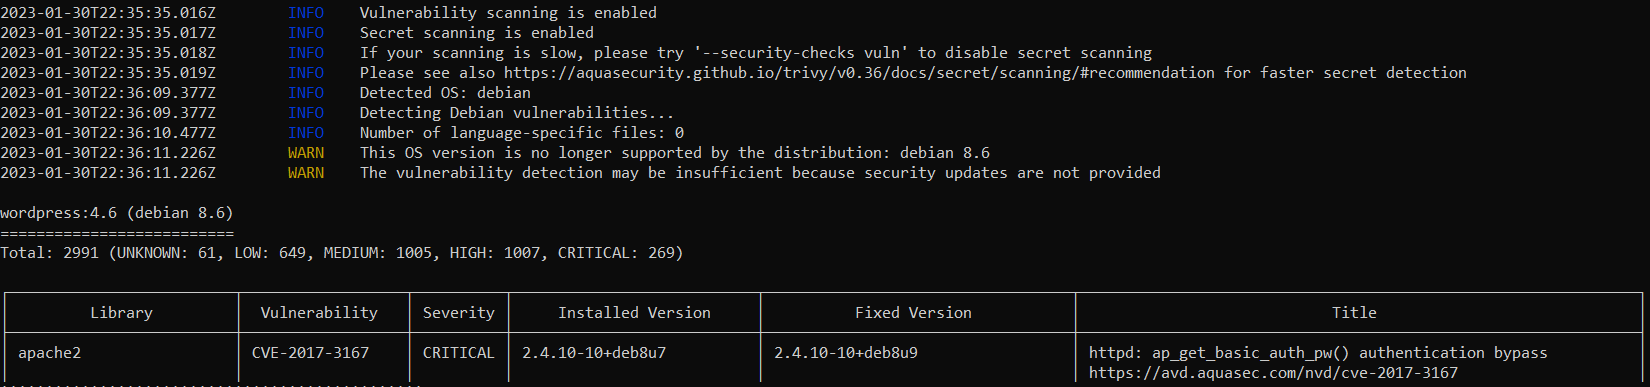 2023-01-30T22:35:35.016Z INFO Vulnerability scanning is enabled
2023-01-30T22:35:35.017Z INFO Secret scanning is enabled
2023-01-30T22:35:35.018Z INFO If your scanning is slow, please try '--security-checks vuln' to disable secret scanning
2023-01-30T22:35:35.019Z INFO Please see also https://aquasecurity.github.io/trivy/v0.36/docs/secret/scanning/#recommendation for faster secret detection
2023-01-30T22:36:09.377Z INFO Detected OS: debian
2023-01-30T22:36:09.377Z INFO Detecting Debian vulnerabilities...
2023-01-30T22:36:10.477Z INFO Number of language-specific files: 0
2023-01-30T22:36:11.226Z WARN This OS version is no longer supported by the distribution: debian 8.6
2023-01-30T22:36:11.226Z WARN The vulnerability detection may be insufficient because security updates are not provided
wordpress:4.6 (debian 8.6)
==========================
Total: 2991 (UNKNOWN: 61, LOW: 649, MEDIUM: 1005, HIGH: 1007, CRITICAL: 269)
Library Vulnerability Severity Installed Version Fixed Version Title
apache2 CVE-2017-3167 CRITICAL 2.4.10-10+deb8u7 2.4.10-10+deb8u9 httpd: ap_get_basic_auth_pw() authentication bypass
https://avd.aquasec.com/nvd/cve-2017-3167